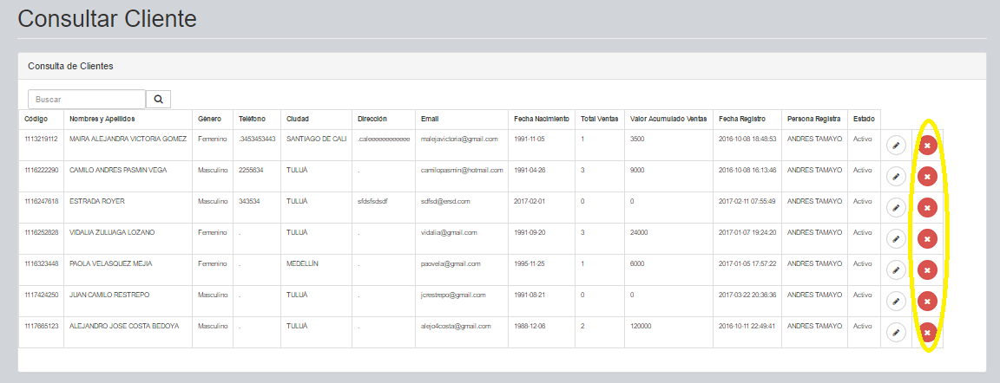 Consultar Cliente
Consulta de Clientes
Buscar
Código Nombres y Apellidos Género Teléfono Ciudad Dirección Email Fecha Nacimiento Total Ventas Valor Acumulado Ventas Fecha Registro Persona Registra Estado
1113219112 MAIRA ALEJANDRA VICTORIA GOMEZ Femenino .3453453443 SANTIAGO DE CALI .caleeeeeeeeeeee malejavictoria@gmail.com 1991-11-05 1 3500 2016-10-08 18:48:53 ANDRES TAMAYO Activo
1116222290 CAMILO ANDRES PASMIN VEGA Masculino 2255634 TULUÁ . camilopasmin@hotmail.com 1991-04-26 3 9000 2016-10-08 16:13:46 ANDRES TAMAYO Activo
1116247618 ESTRADA ROYER Masculino 343534 TULUÁ sfdsfsdsdf sdfsd@ersd.com 2017-02-01 0 0 2017-02-11 07:55:49 ANDRES TAMAYO Activo
1116252828 VIDALIA ZULUAGA LOZANO Femenino . TULUÁ . vidalia@gmail.com 1991-09-20 3 24000 2017-01-07 19:24:20 ANDRES TAMAYO Activo
1116323448 PAOLA VELASQUEZ MEJIA Femenino . MEDELLÍN . paovela@gmail.com 1995-11-25 1 6000 2017-01-05 17:57:22 ANDRES TAMAYO Activo
1117424250 JUAN CAMILO RESTREPO Masculino . TULUÁ . jcrestrepo@gmail.com 1991-08-21 0 0 2017-03-22 20:36:36 ANDRES TAMAYO Activo
1117665123 ALEJANDRO JOSE COSTA BEDOYA Masculino . TULUÁ . alejo4costa@gmail.com 1988-12-06 2 120000 2016-10-11 22:49:41 ANDRES TAMAYO Activo